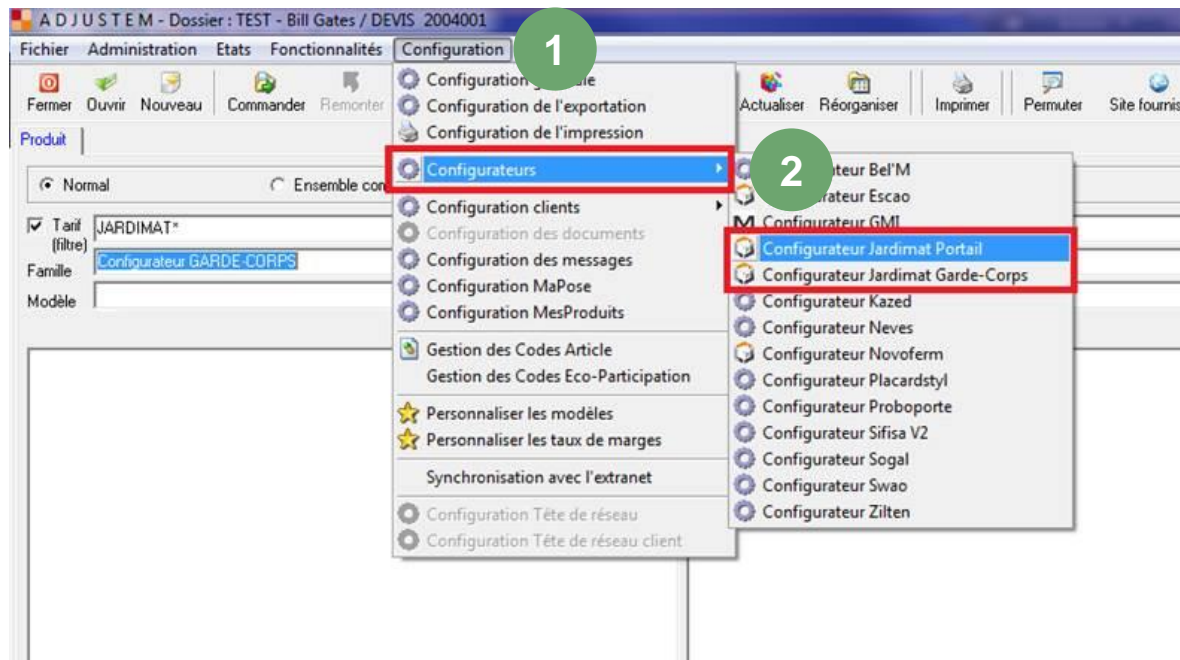 A D J U S T E M - Dossier : TEST - Bill Gates / DEVIS 2004001
Fichier Administration Etats Fonctionnalités Configuration
1
Fermer Ouvrir Nouveau Commander Remonter Actualiser Réorganiser Imprimer Permuter Site fournis
Produit
Normal Ensemble com
Tarif (filtre) JARDIMAT*
Famille Configurateur GARDE-CORPS
Modèle
Configuration
Configuration de l'exportation
Configuration de l'impression
Configurateurs
Configuration clients
Configuration des documents
Configuration des messages
Configuration MaPose
Configuration MesProduits
Gestion des Codes Article
Gestion des Codes Eco-Participation
Personnaliser les modèles
Personnaliser les taux de marges
Synchronisation avec l'extranet
Configuration Tête de réseau
Configuration Tête de réseau client
2
Bel'M
Escao
Configurateur GMI
Configurateur Jardimat Portail
Configurateur Jardimat Garde-Corps
Configurateur Kazed
Configurateur Neves
Configurateur Novoferm
Configurateur Placardstyl
Configurateur Proboporte
Configurateur Sifisa V2
Configurateur Sogal
Configurateur Swao
Configurateur Zilten